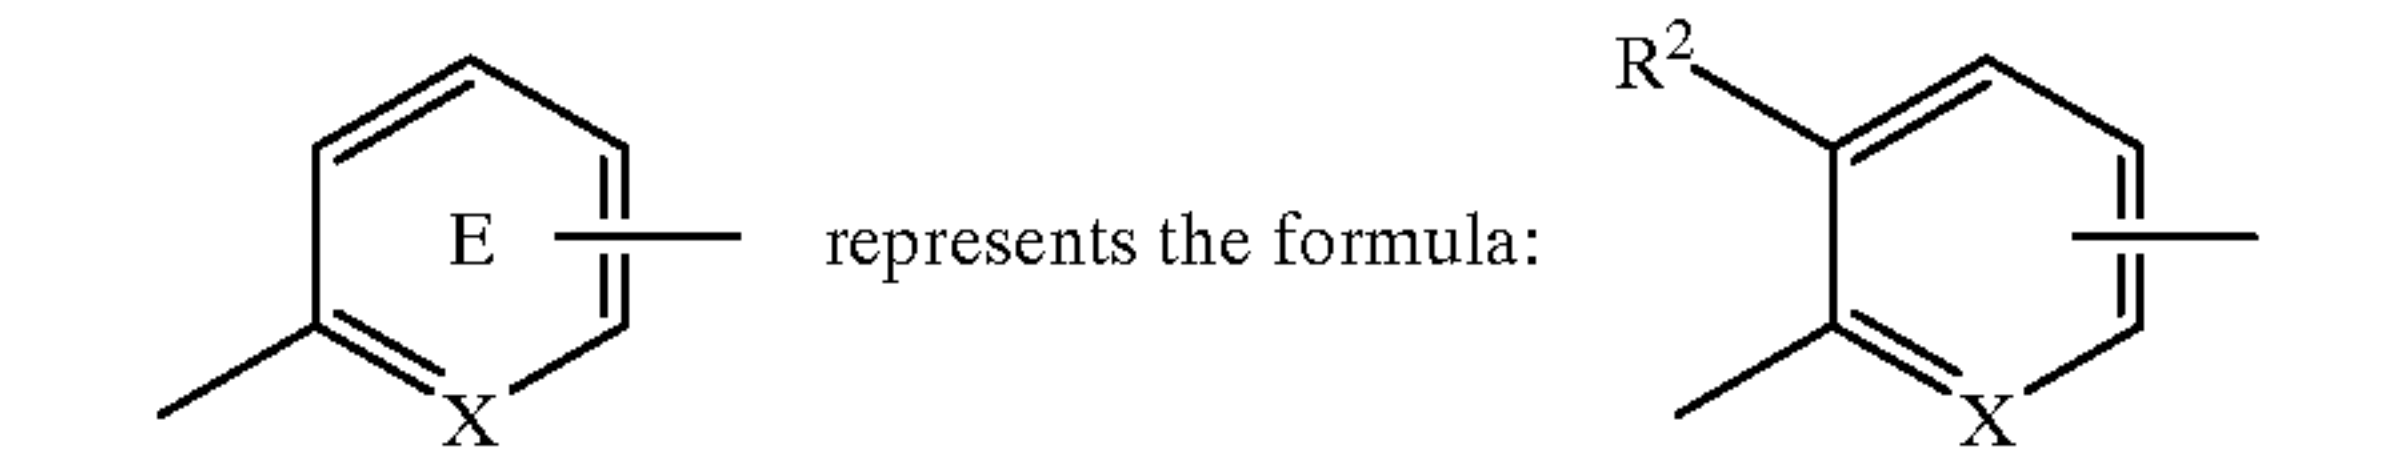 R²
E represents the formula:
X X